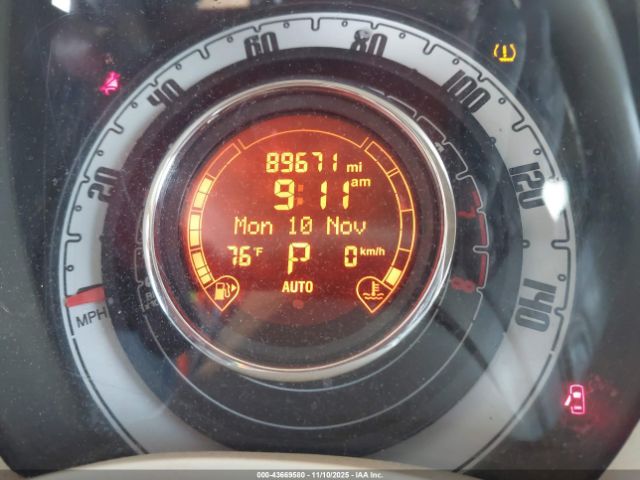 60
80
40
100
20
120
140
MPH
8
89671 mi
9:11 am
Mon 10 Nov
76°F P 0 km/h
AUTO
000-43669580 - 11/10/2025 - IAA Inc.